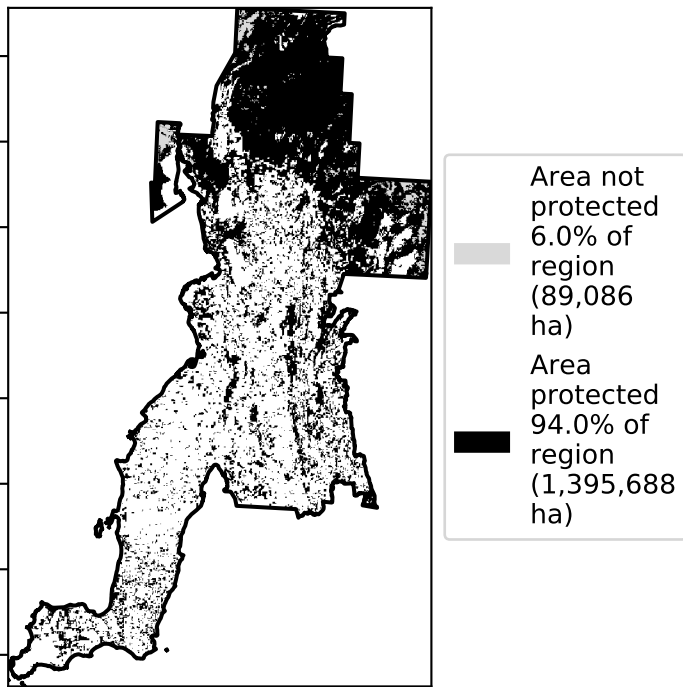 Area not
protected
6.0% of
region
(89,086
ha)
Area
protected
94.0% of
region
(1,395,688
ha)